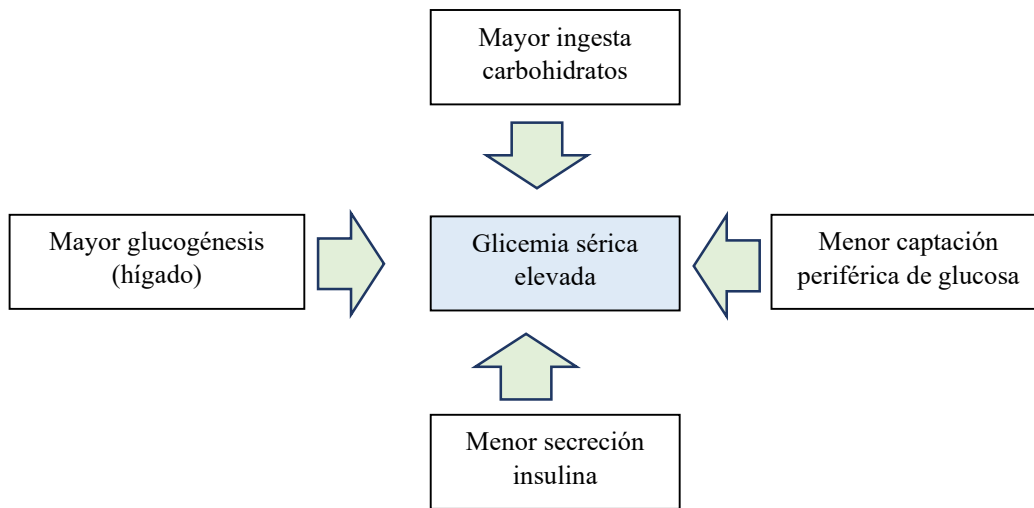 Mayor ingesta
carbohidratos
Mayor glucogénesis
(hígado)
Glicemia sérica
elevada
Menor captación
periférica de glucosa
Menor secreción
insulina